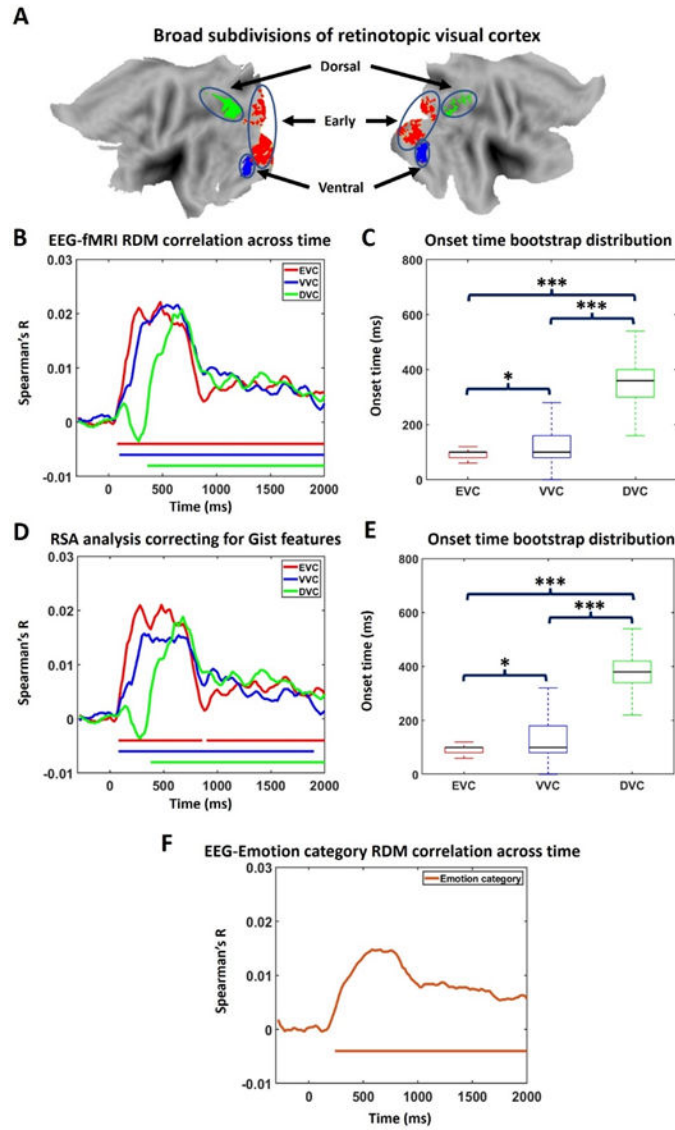 A
Broad subdivisions of retinotopic visual cortex
Dorsal
Early
Ventral
B
EEG-fMRI RDM correlation across time
0.03
0.02
0.01
0
-0.01
Spearman's R
EVC
VVC
DVC
0
500
1000
1500
2000
Time (ms)
C
Onset time bootstrap distribution
800
600
400
200
0
Onset time (ms)
***
***
*
EVC
VVC
DVC
D
RSA analysis correcting for Gist features
0.03
0.02
0.01
0
-0.01
Spearman's R
EVC
VVC
DVC
0
500
1000
1500
2000
Time (ms)
E
Onset time bootstrap distribution
800
600
400
200
0
Onset time (ms)
***
***
*
EVC
VVC
DVC
F
EEG-Emotion category RDM correlation across time
0.03
0.02
0.01
0
-0.01
Spearman's R
Emotion category
0
500
1000
1500
2000
Time (ms)